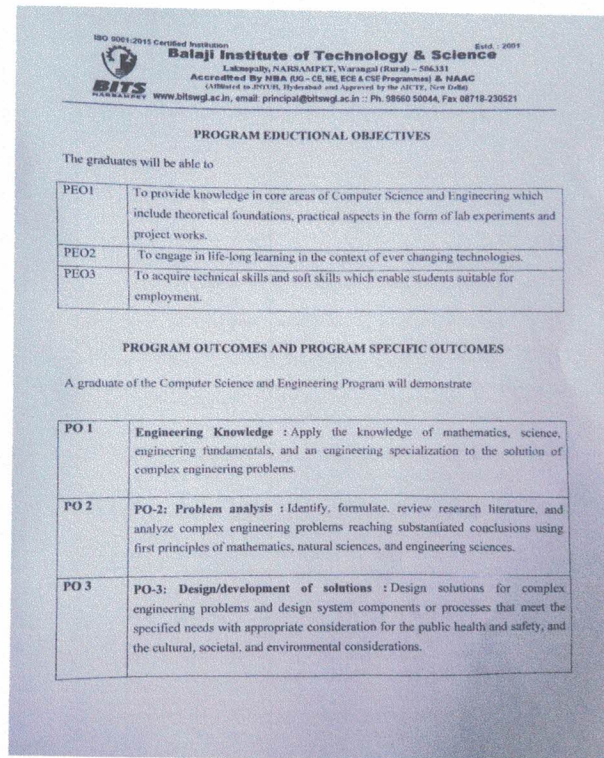 ISO 9001:2015 Certified Institution
Estd. : 2001
Balaji Institute of Technology & Science
Laknepally, NARSAMPET, Warangal (Rural) – 506331
Accredited By NBA (UG – CE, ME, ECE & CSE Programmes) & NAAC
(Affiliated to JNTUH, Hyderabad and Approved by the AICTE, New Delhi)
BITS
NARSAMPET
www.bitswgl.ac.in, email: principal@bitswgl.ac.in :: Ph. 98660 50044, Fax 08718-230521
PROGRAM EDUCTIONAL OBJECTIVES
The graduates will be able to
PEO1 To provide knowledge in core areas of Computer Science and Engineering which
include theoretical foundations, practical aspects in the form of lab experiments and
project works.
PEO2 To engage in life-long learning in the context of ever changing technologies.
PEO3 To acquire technical skills and soft skills which enable students suitable for
employment.
PROGRAM OUTCOMES AND PROGRAM SPECIFIC OUTCOMES
A graduate of the Computer Science and Engineering Program will demonstrate
PO 1 Engineering Knowledge : Apply the knowledge of mathematics, science,
engineering fundamentals, and an engineering specialization to the solution of
complex engineering problems.
PO 2 PO-2: Problem analysis : Identify, formulate, review research literature, and
analyze complex engineering problems reaching substantiated conclusions using
first principles of mathematics, natural sciences, and engineering sciences.
PO 3 PO-3: Design/development of solutions : Design solutions for complex
engineering problems and design system components or processes that meet the
specified needs with appropriate consideration for the public health and safety, and
the cultural, societal, and environmental considerations.